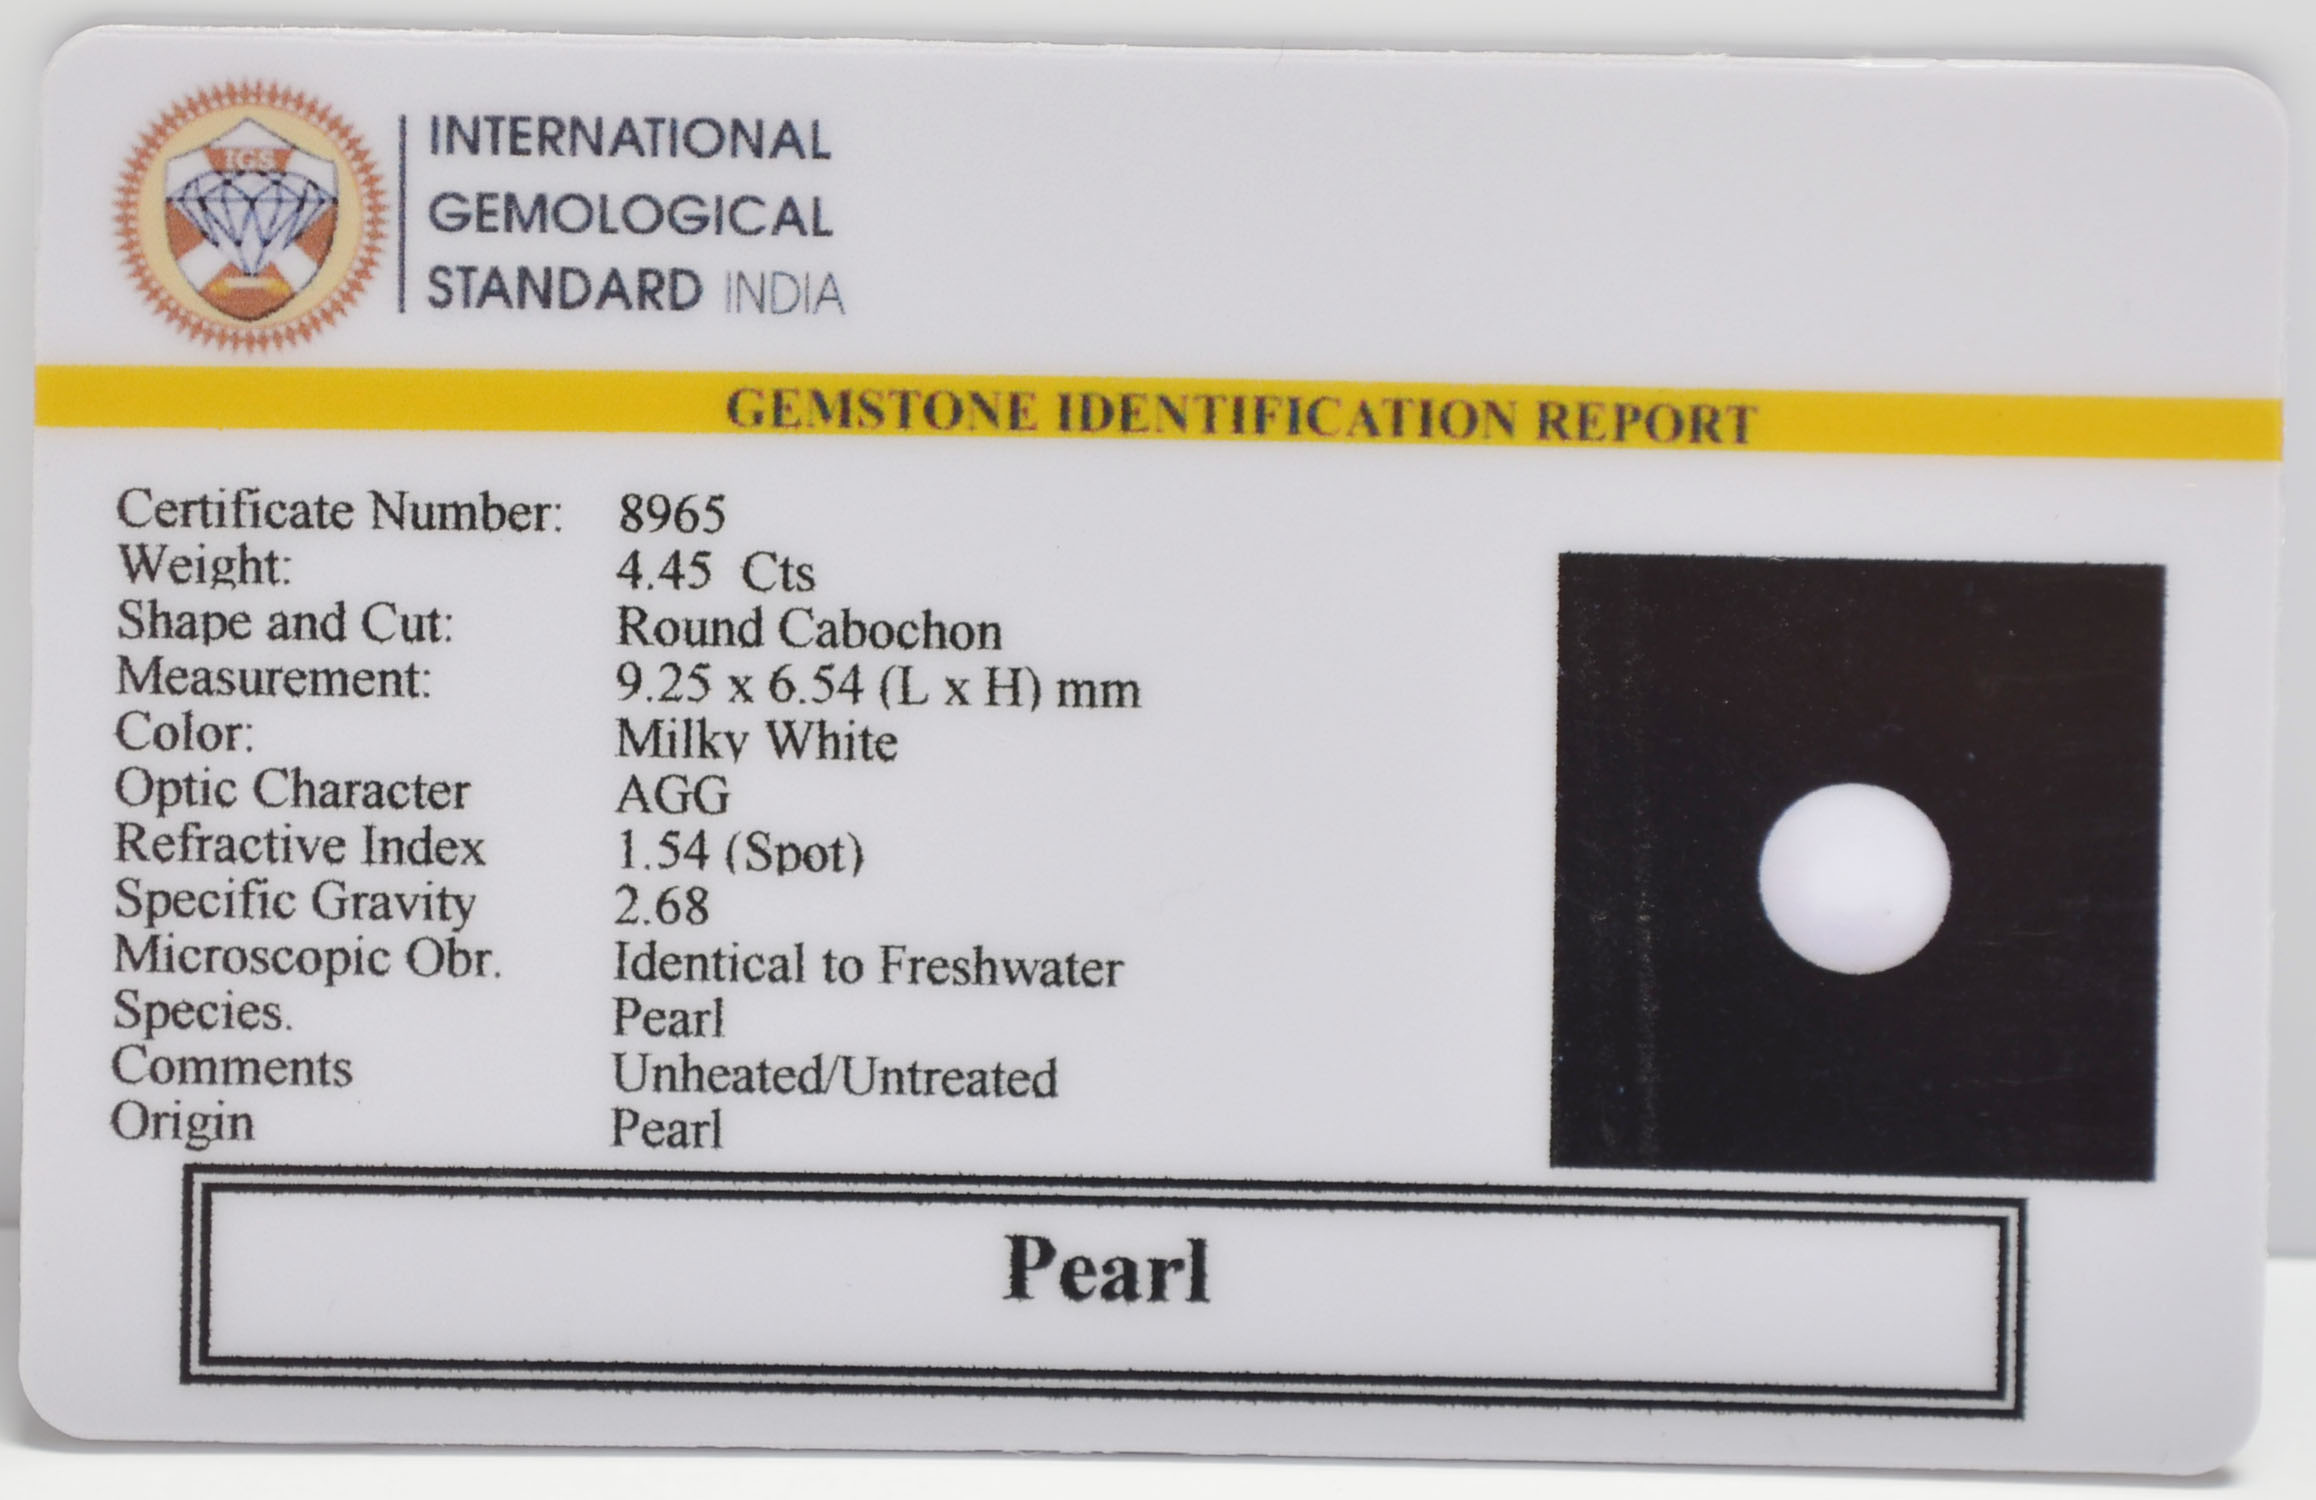 IGS
INTERNATIONAL
GEMOLOGICAL
STANDARD INDIA
GEMSTONE IDENTIFICATION REPORT
Certificate Number: 8965
Weight: 4.45 Cts
Shape and Cut: Round Cabochon
Measurement: 9.25 x 6.54 (L x H) mm
Color: Milky White
Optic Character AGG
Refractive Index 1.54 (Spot)
Specific Gravity 2.68
Microscopic Obr. Identical to Freshwater
Species. Pearl
Comments Unheated/Untreated
Origin Pearl
Pearl